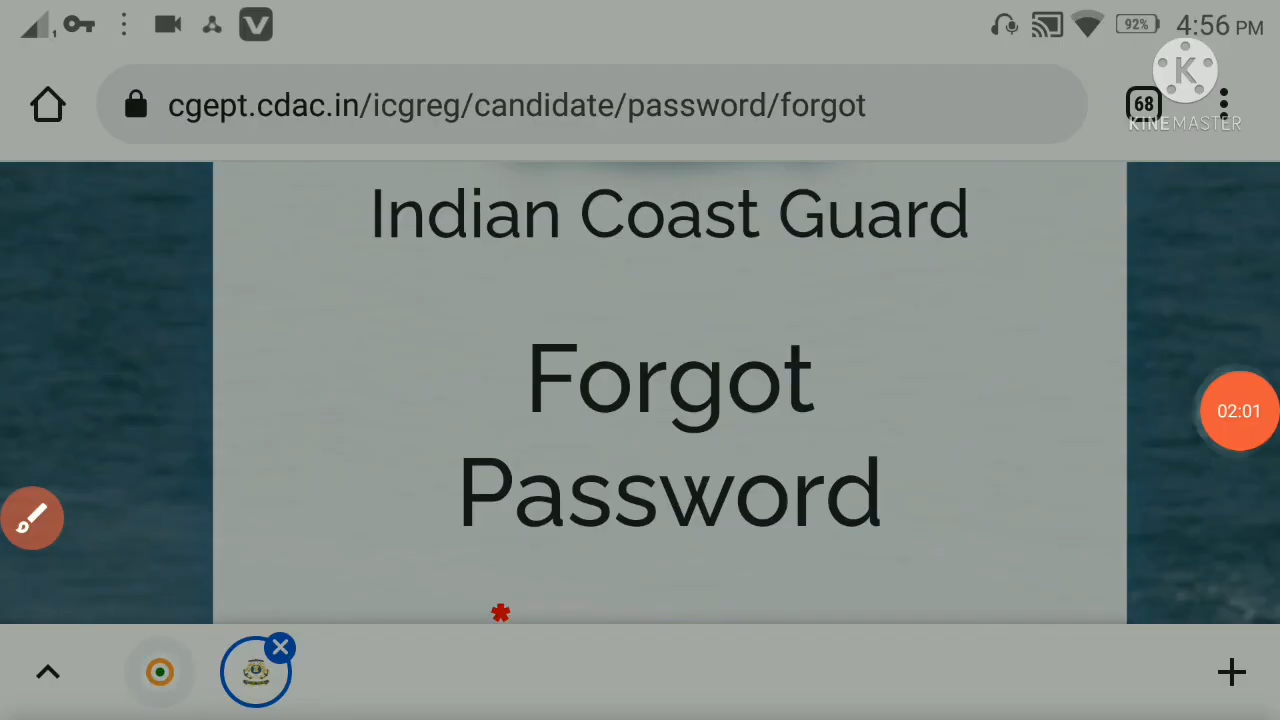 92%
4:56 PM
cgept.cdac.in/icgreg/candidate/password/forgot
68
K
KINEMASTER
Indian Coast Guard
Forgot
Password
*
02:01